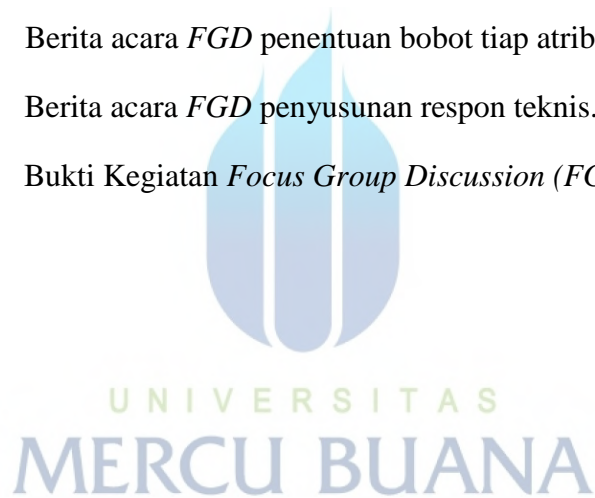 Berita acara FGD penentuan bobot tiap atrib
Berita acara FGD penyusunan respon teknis.
Bukti Kegiatan Focus Group Discussion (FG
UNIVERSITAS
MERCU BUANA